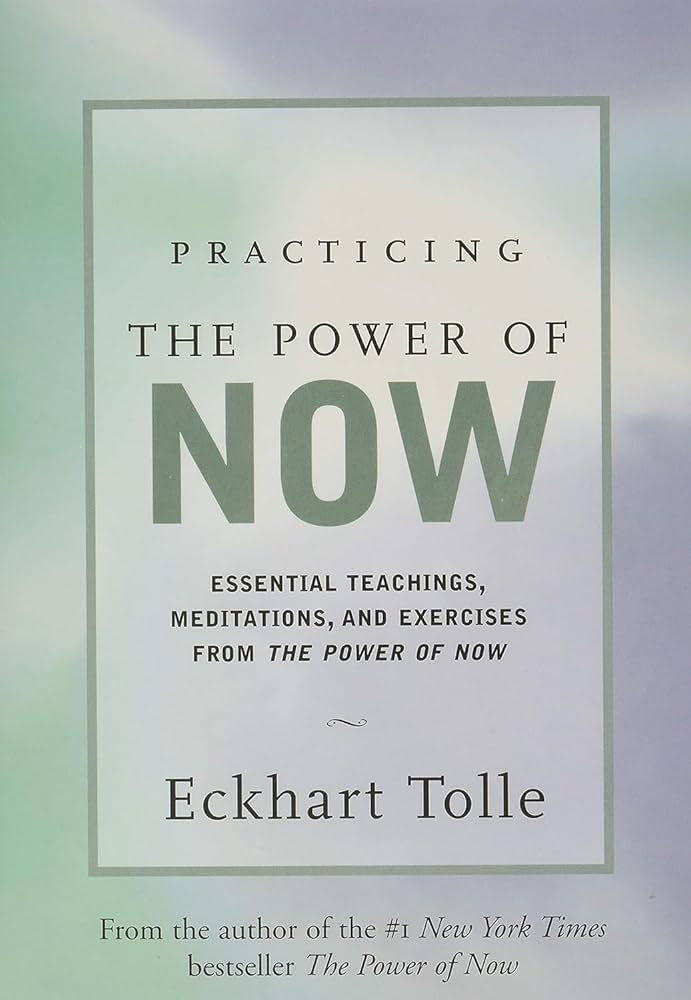 PRACTICING
THE POWER OF
NOW
ESSENTIAL TEACHINGS,
MEDITATIONS, AND EXERCISES
FROM THE POWER OF NOW
Eckhart Tolle
From the author of the #1 New York Times
bestseller The Power of Now